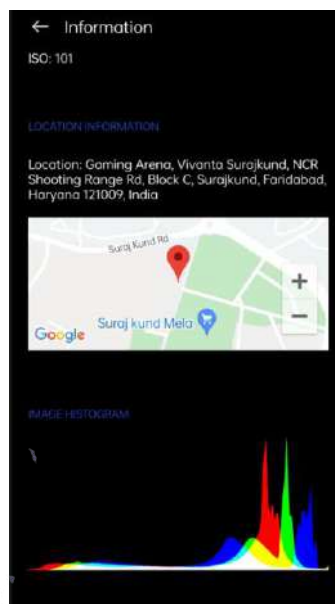 ← Information
ISO: 101
LOCATION INFORMATION
Location: Gaming Arena, Vivanta Surajkund, NCR
Shooting Range Rd, Block C, Surajkund, Faridabad,
Haryana 121009, India
Suraj Kund Rd
+
−
Google
Suraj kund Mela
IMAGE HISTOGRAM